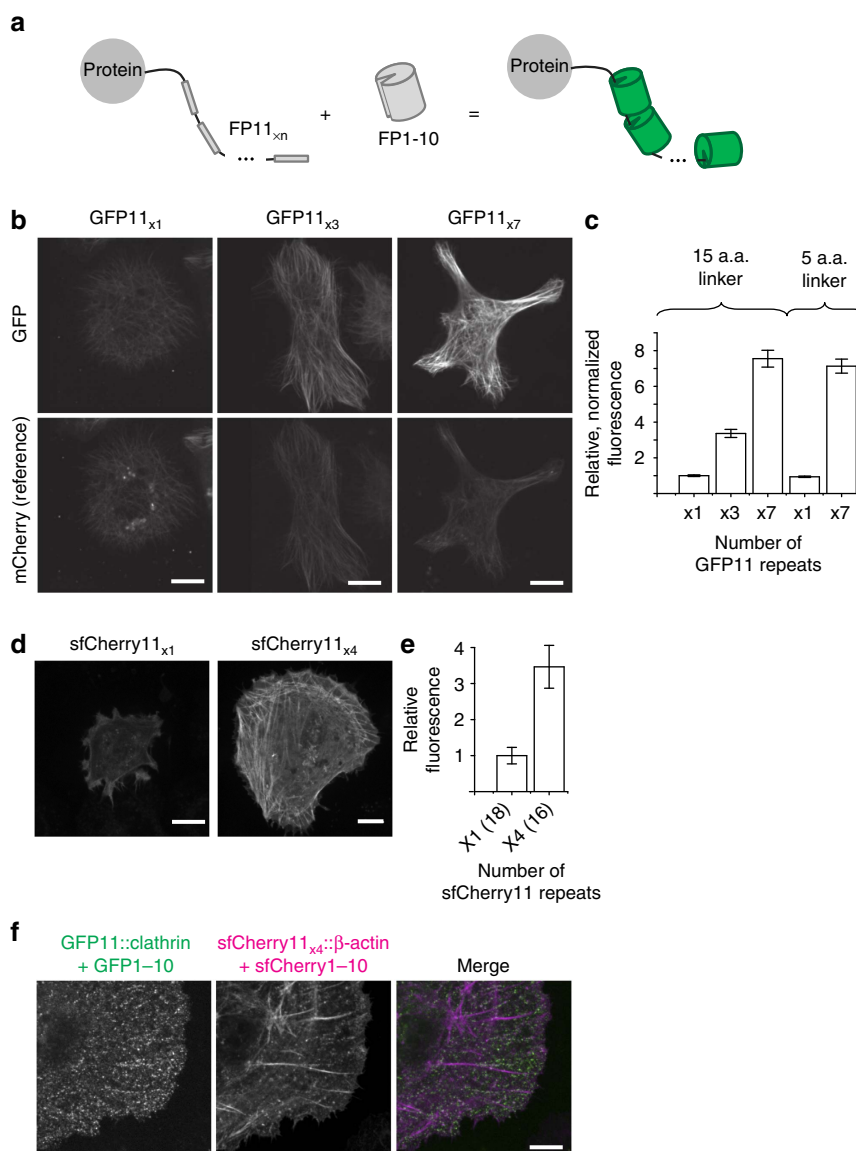 a
Protein
FP11×n
+
FP1-10
=
Protein
...
...
b
GFP11x1
GFP11x3
GFP11x7
GFP
mCherry (reference)
c
15 a.a. linker
5 a.a. linker
Relative, normalized fluorescence
8
6
4
2
x1 x3 x7 x1 x7
Number of
GFP11 repeats
d
sfCherry11x1
sfCherry11x4
e
Relative fluorescence
4
3
2
1
X1 (18)
X4 (16)
Number of
sfCherry11 repeats
f
GFP11::clathrin
+ GFP1–10
sfCherry11x4::β-actin
+ sfCherry1–10
Merge